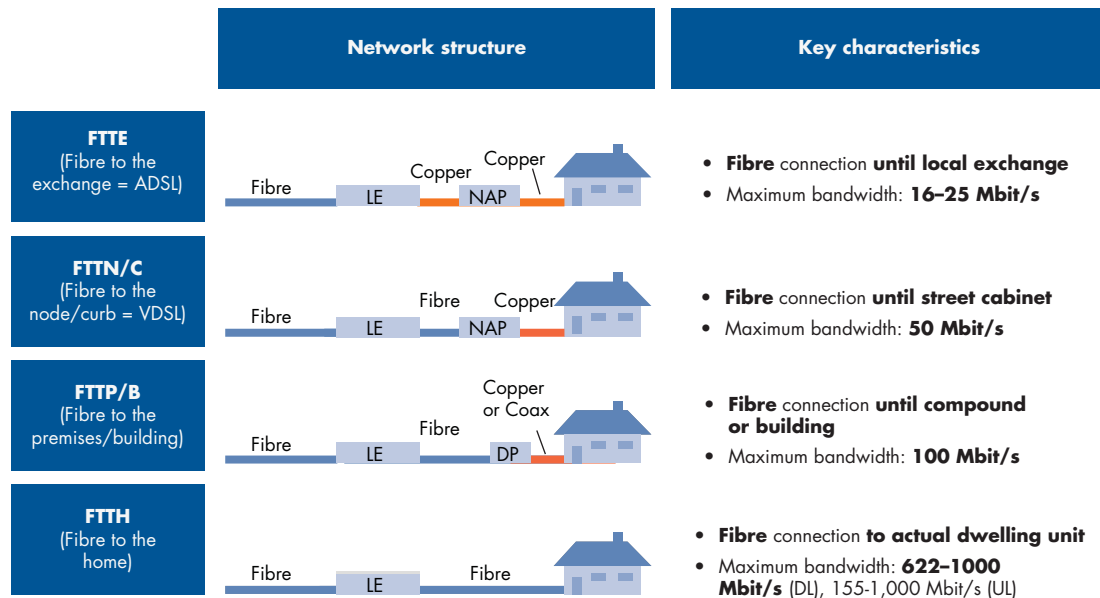 Network structure
Key characteristics
FTTE
(Fibre to the
exchange = ADSL)
Fibre
LE
Copper
NAP
Copper
• Fibre connection until local exchange
• Maximum bandwidth: 16–25 Mbit/s
FTTN/C
(Fibre to the
node/curb = VDSL)
Fibre
LE
Fibre
NAP
Copper
• Fibre connection until street cabinet
• Maximum bandwidth: 50 Mbit/s
FTTP/B
(Fibre to the
premises/building)
Fibre
LE
Fibre
DP
Copper
or Coax
• Fibre connection until compound
or building
• Maximum bandwidth: 100 Mbit/s
FTTH
(Fibre to the
home)
Fibre
LE
Fibre
• Fibre connection to actual dwelling unit
• Maximum bandwidth: 622–1000
Mbit/s (DL), 155-1,000 Mbit/s (UL)